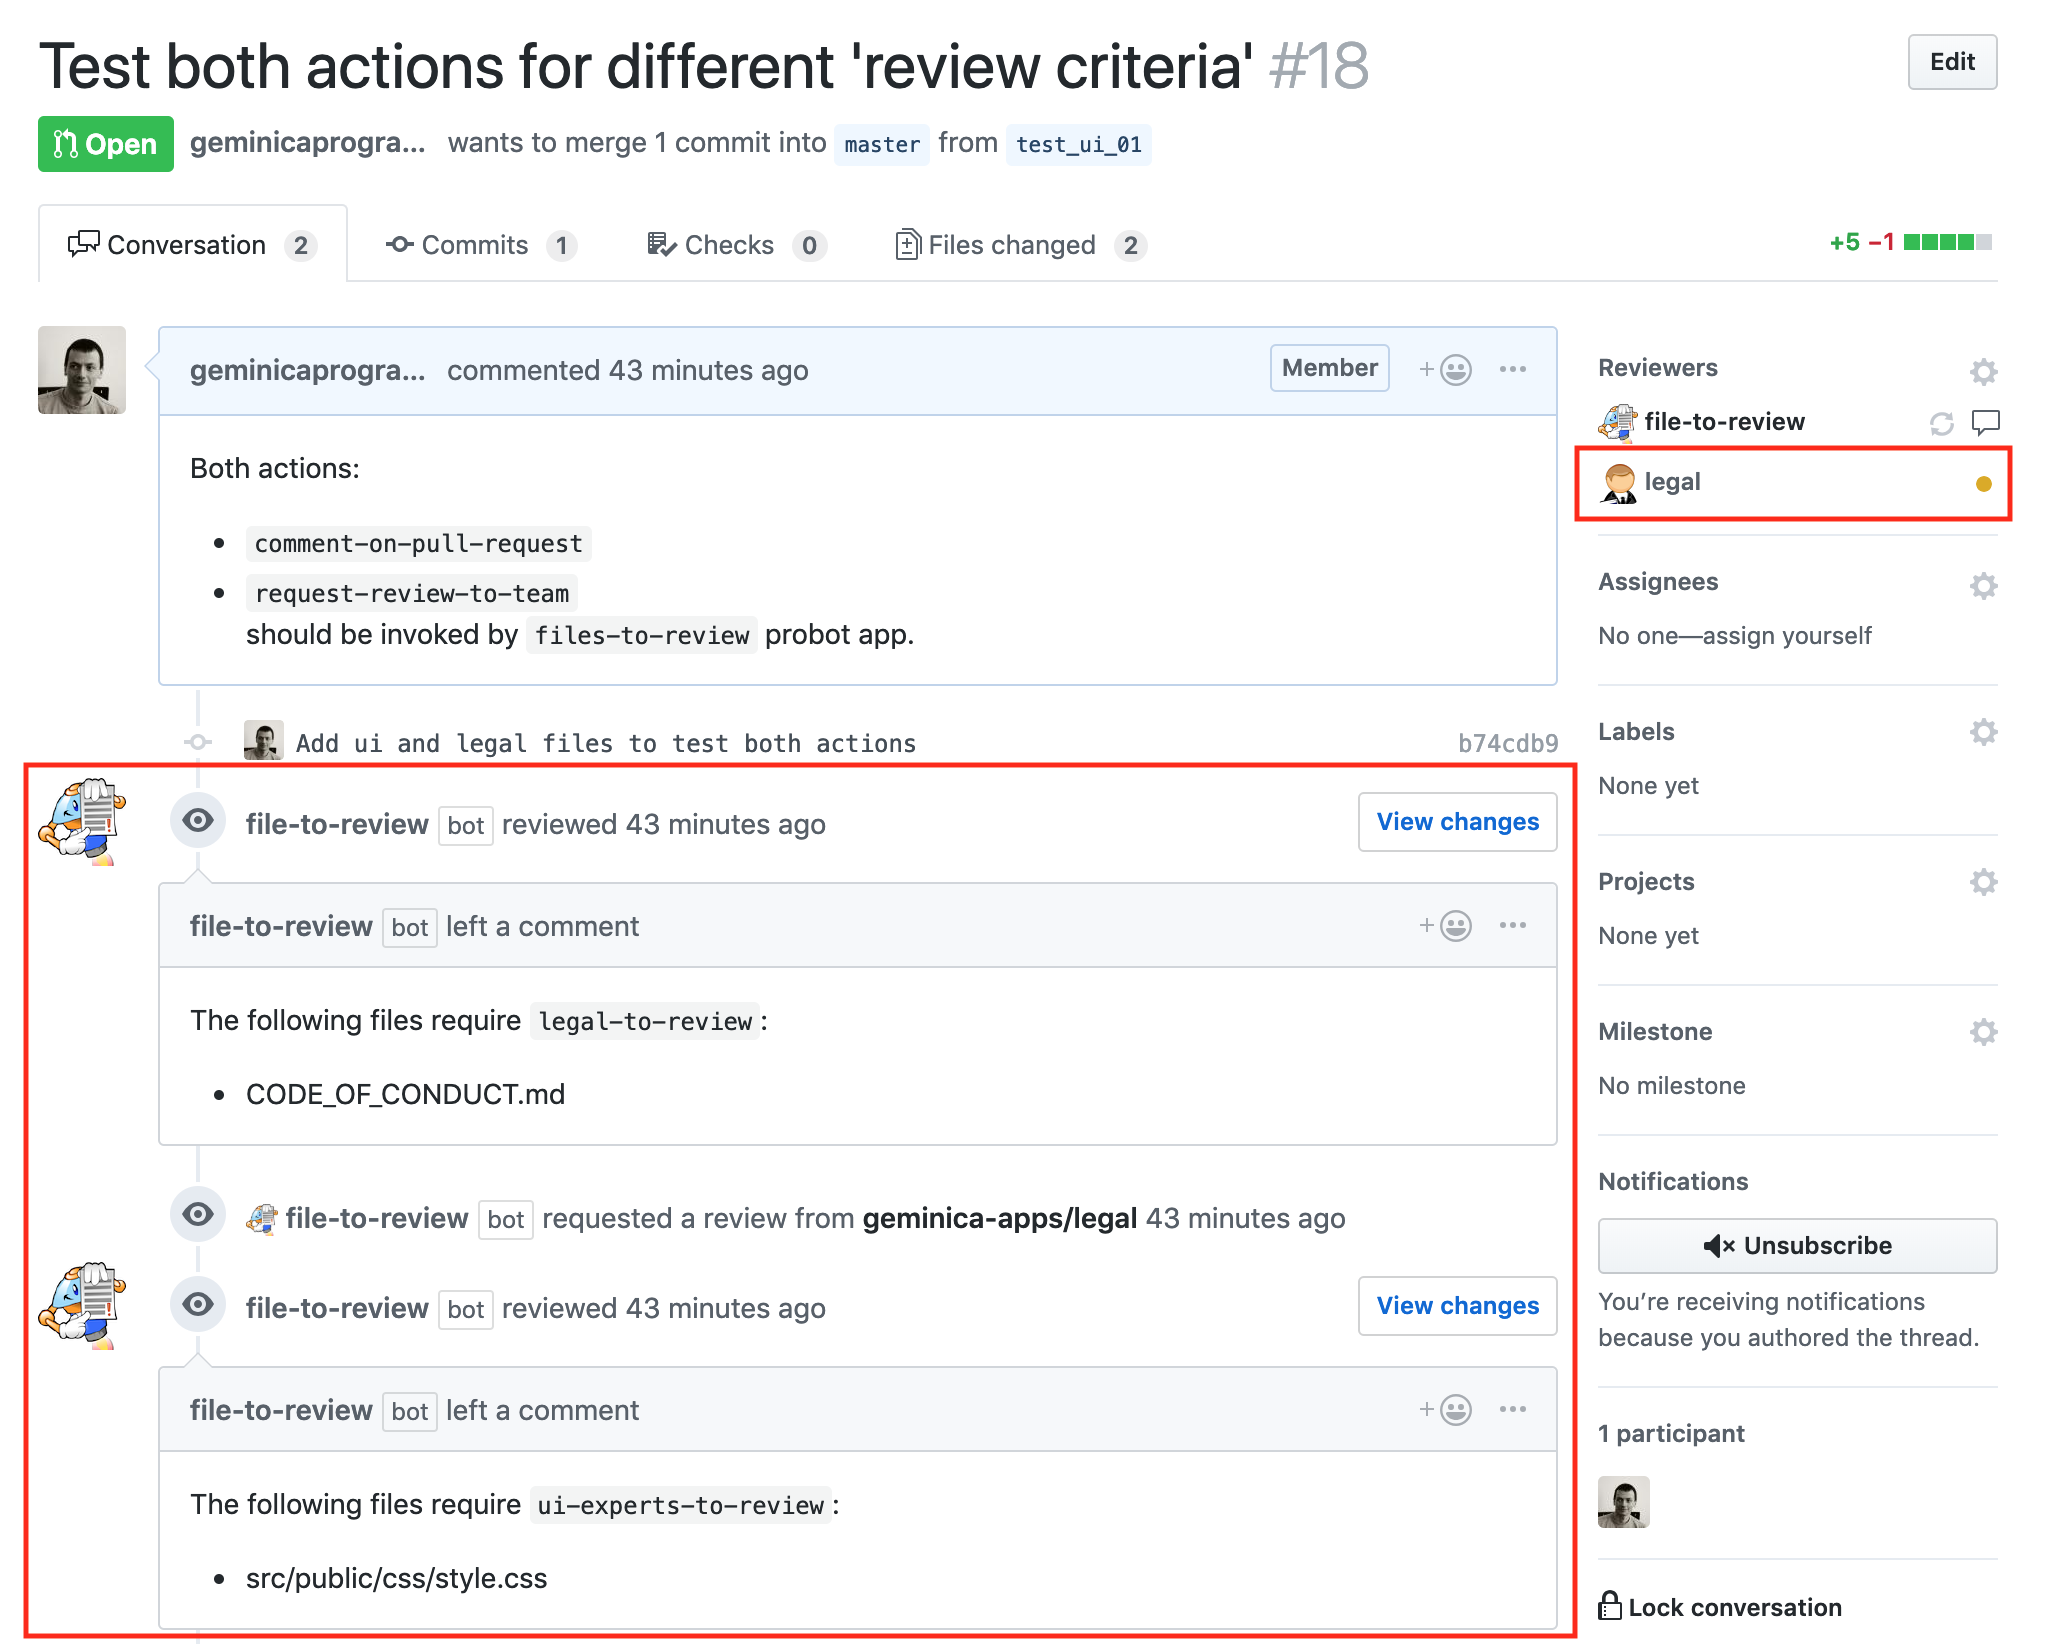 Test both actions for different 'review criteria' #18
Edit
Open geminicaprogra... wants to merge 1 commit into master from test_ui_01
Conversation 2 Commits 1 Checks 0 Files changed 2
+5 −1
geminicaprogra... commented 43 minutes ago Member
Both actions:
• comment-on-pull-request
• request-review-to-team
should be invoked by files-to-review probot app.
Add ui and legal files to test both actions b74cdb9
file-to-review bot reviewed 43 minutes ago View changes
file-to-review bot left a comment
The following files require legal-to-review:
• CODE_OF_CONDUCT.md
file-to-review bot requested a review from geminica-apps/legal 43 minutes ago
file-to-review bot reviewed 43 minutes ago View changes
file-to-review bot left a comment
The following files require ui-experts-to-review:
• src/public/css/style.css
Reviewers
file-to-review
legal
Assignees
No one—assign yourself
Labels
None yet
Projects
None yet
Milestone
No milestone
Notifications
Unsubscribe
You’re receiving notifications
because you authored the thread.
1 participant
Lock conversation